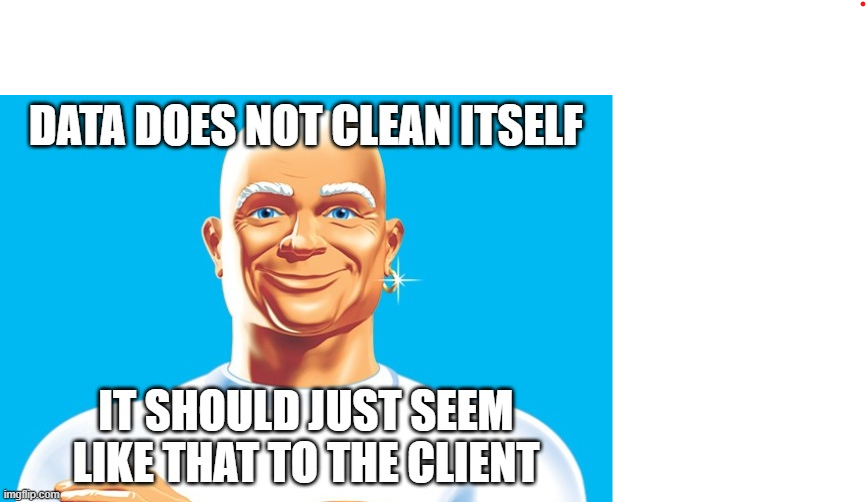 DATA DOES NOT CLEAN ITSELF
IT SHOULD JUST SEEM
LIKE THAT TO THE CLIENT
imgflip.com